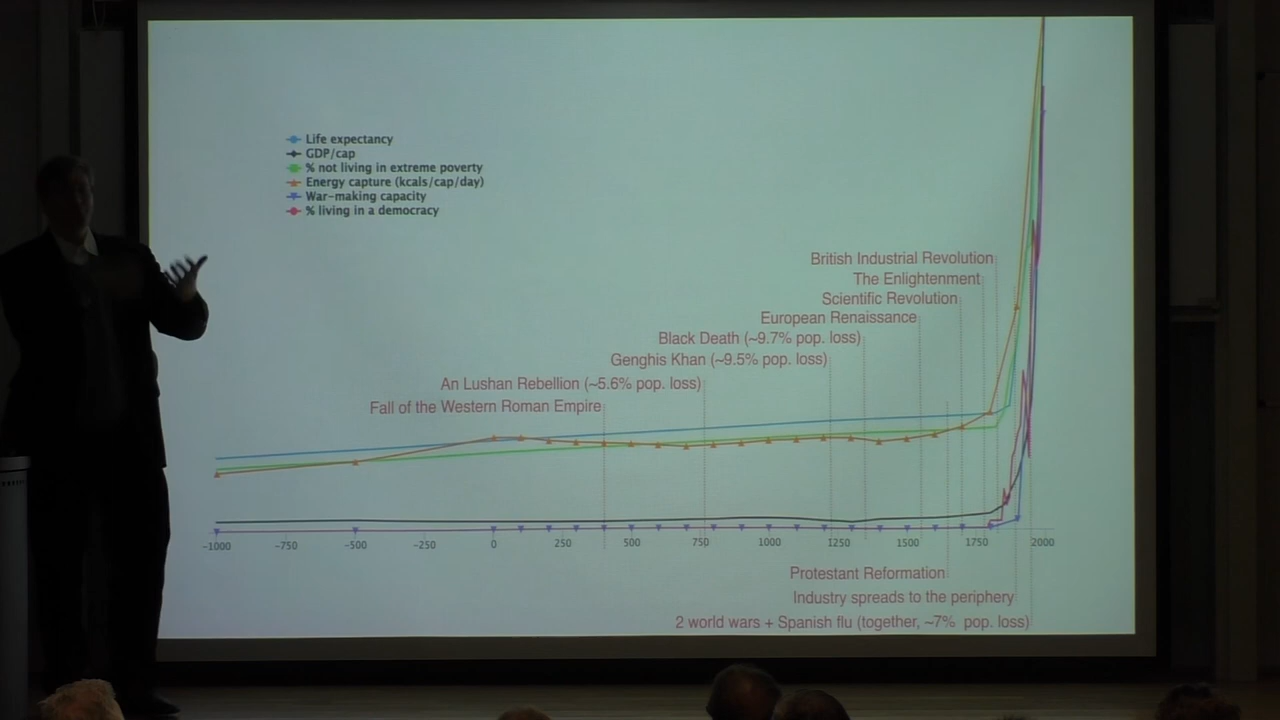 Life expectancy
GDP/cap
% not living in extreme poverty
Energy capture (kcals/cap/day)
War-making capacity
% living in a democracy
British Industrial Revolution
The Enlightenment
Scientific Revolution
European Renaissance
Black Death (~9.7% pop. loss)
Genghis Khan (~9.5% pop. loss)
An Lushan Rebellion (~5.6% pop. loss)
Fall of the Western Roman Empire
-1000 -750 -500 -250 0 250 500 750 1000 1250 1500 1750 2000
Protestant Reformation
Industry spreads to the periphery
2 world wars + Spanish flu (together, ~7% pop. loss)